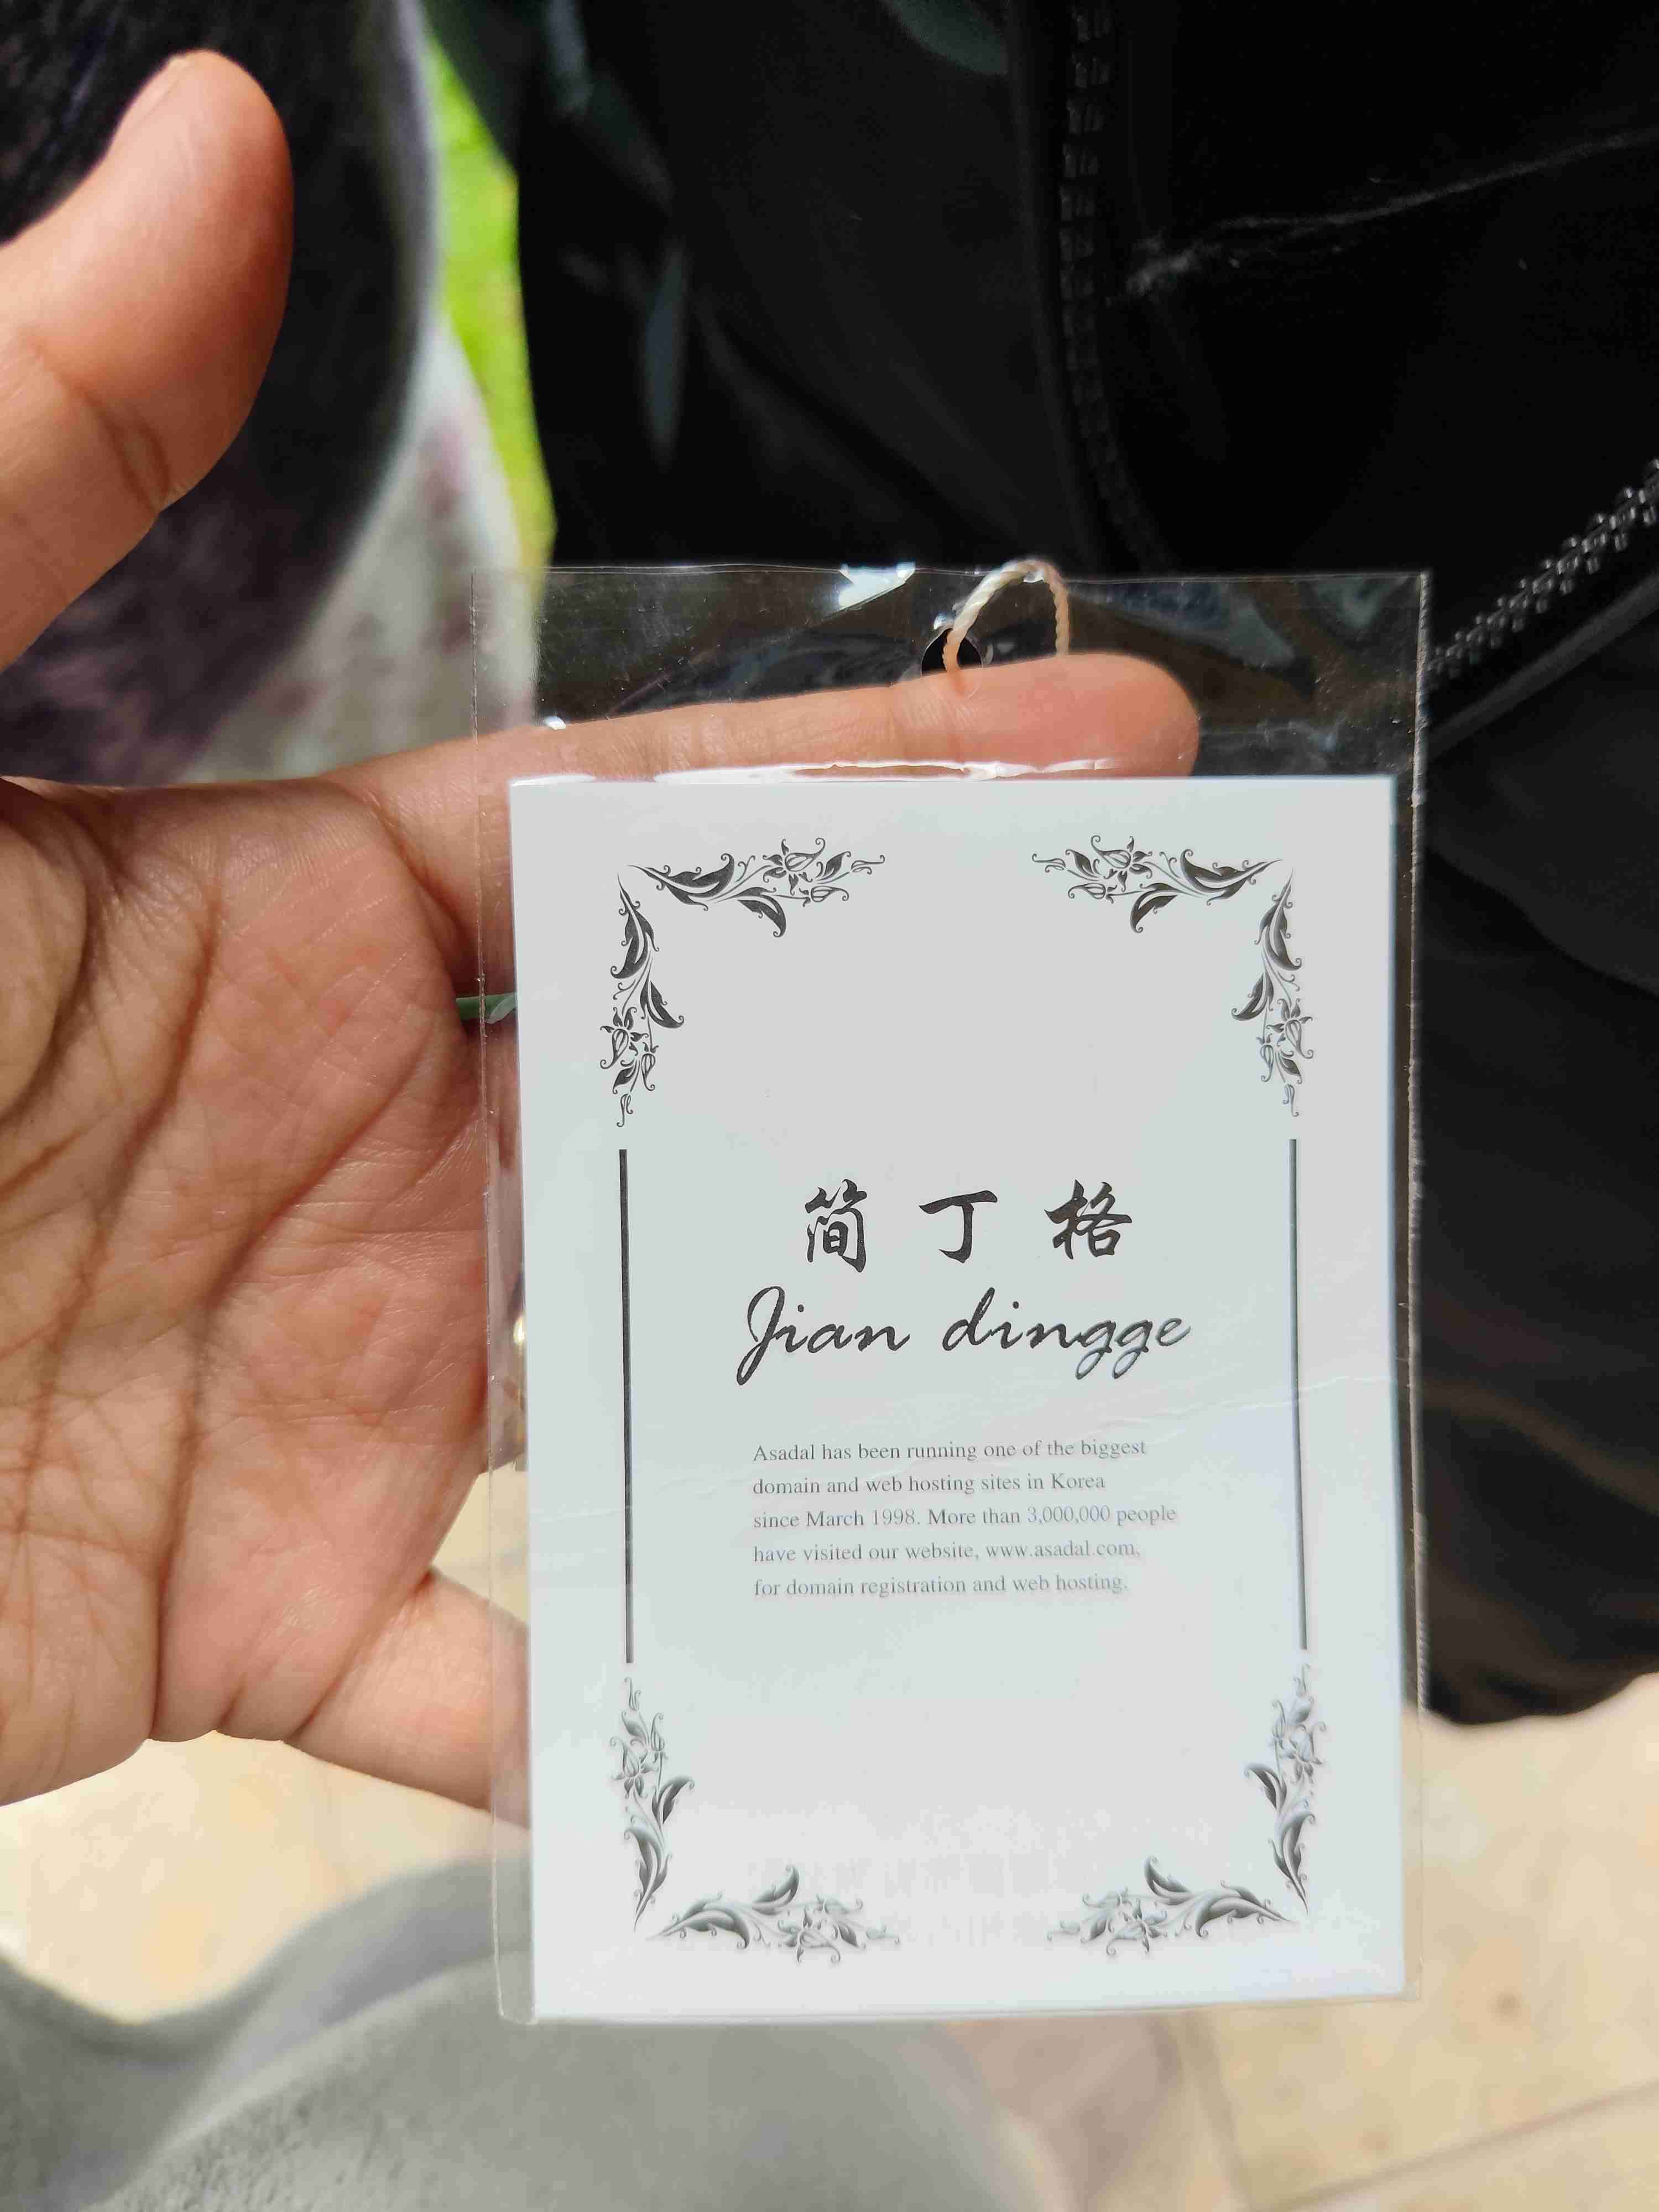 简丁格
Jian dingge
Asadal has been running one of the biggest
domain and web hosting sites in Korea
since March 1998. More than 3,000,000 people
have visited our website, www.asadal.com,
for domain registration and web hosting.